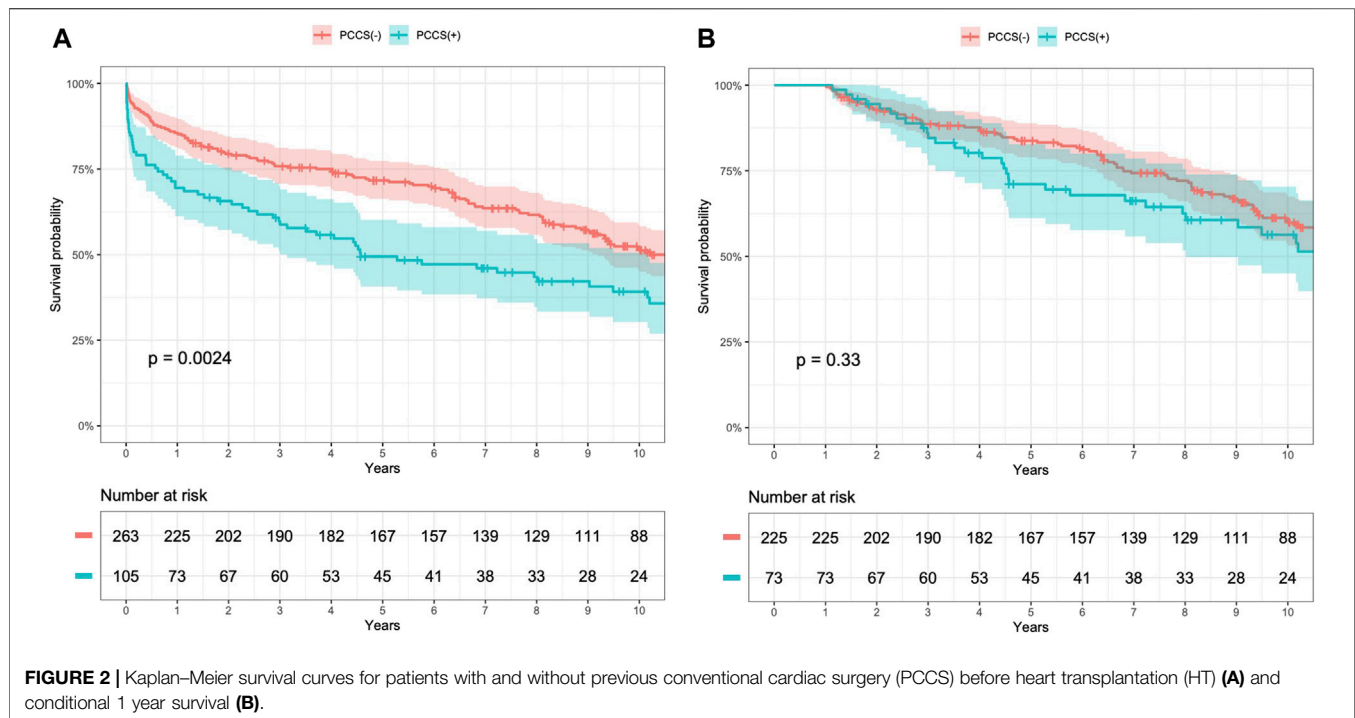 A
PCCS(-) PCCS(+)
100%
75%
50%
25%
0%
Survival probability
p = 0.0024
0 1 2 3 4 5 6 7 8 9 10
Years
Number at risk
263 225 202 190 182 167 157 139 129 111 88
105 73 67 60 53 45 41 38 33 28 24
0 1 2 3 4 5 6 7 8 9 10
Years
B
PCCS(-) PCCS(+)
100%
75%
50%
25%
0%
Survival probability
p = 0.33
0 1 2 3 4 5 6 7 8 9 10
Years
Number at risk
225 225 202 190 182 167 157 139 129 111 88
73 73 67 60 53 45 41 38 33 28 24
0 1 2 3 4 5 6 7 8 9 10
Years
FIGURE 2 | Kaplan–Meier survival curves for patients with and without previous conventional cardiac surgery (PCCS) before heart transplantation (HT) (A) and
conditional 1 year survival (B).